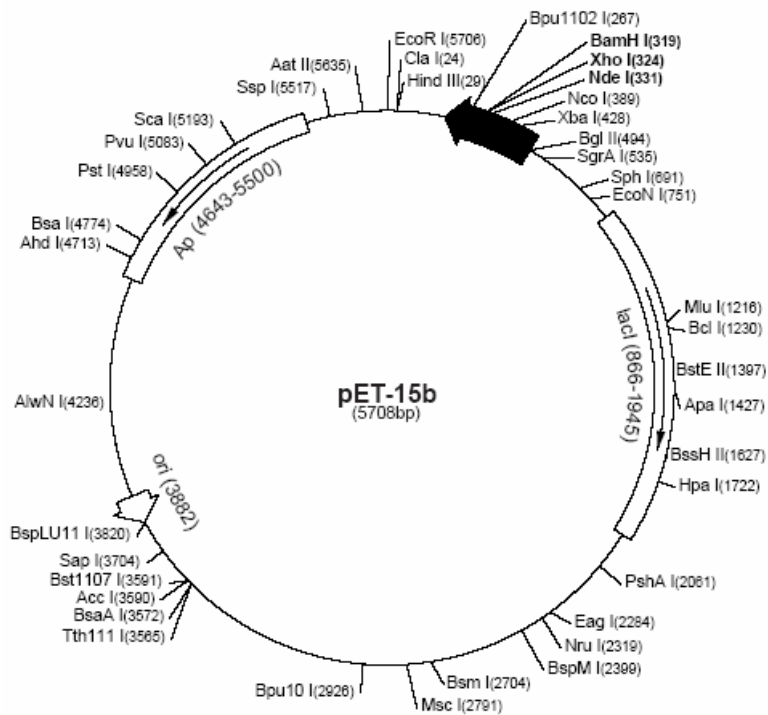 EcoR I(5706)
Cla I(24)
Hind III(29)
Bpu1102 I(267)
BamH I(319)
Xho I(324)
Nde I(331)
Nco I(389)
Xba I(428)
Bgl II(494)
SgrA I(535)
Sph I(691)
EcoN I(751)
Mlu I(1216)
Bcl I(1230)
BstE II(1397)
Apa I(1427)
BssH II(1627)
Hpa I(1722)
lacI (866-1945)
PshA I(2061)
Eag I(2284)
Nru I(2319)
BspM I(2399)
Bsm I(2704)
Msc I(2791)
Bpu10 I(2926)
Tth111 I(3565)
BsaA I(3572)
Acc I(3590)
Bst1107 I(3591)
Sap I(3704)
BspLU11 I(3820)
ori (3882)
AlwN I(4236)
Ahd I(4713)
Bsa I(4774)
Pst I(4958)
Pvu I(5083)
Sca I(5193)
Ap (4643-5500)
Ssp I(5517)
Aat II(5635)
pET-15b
(5708bp)